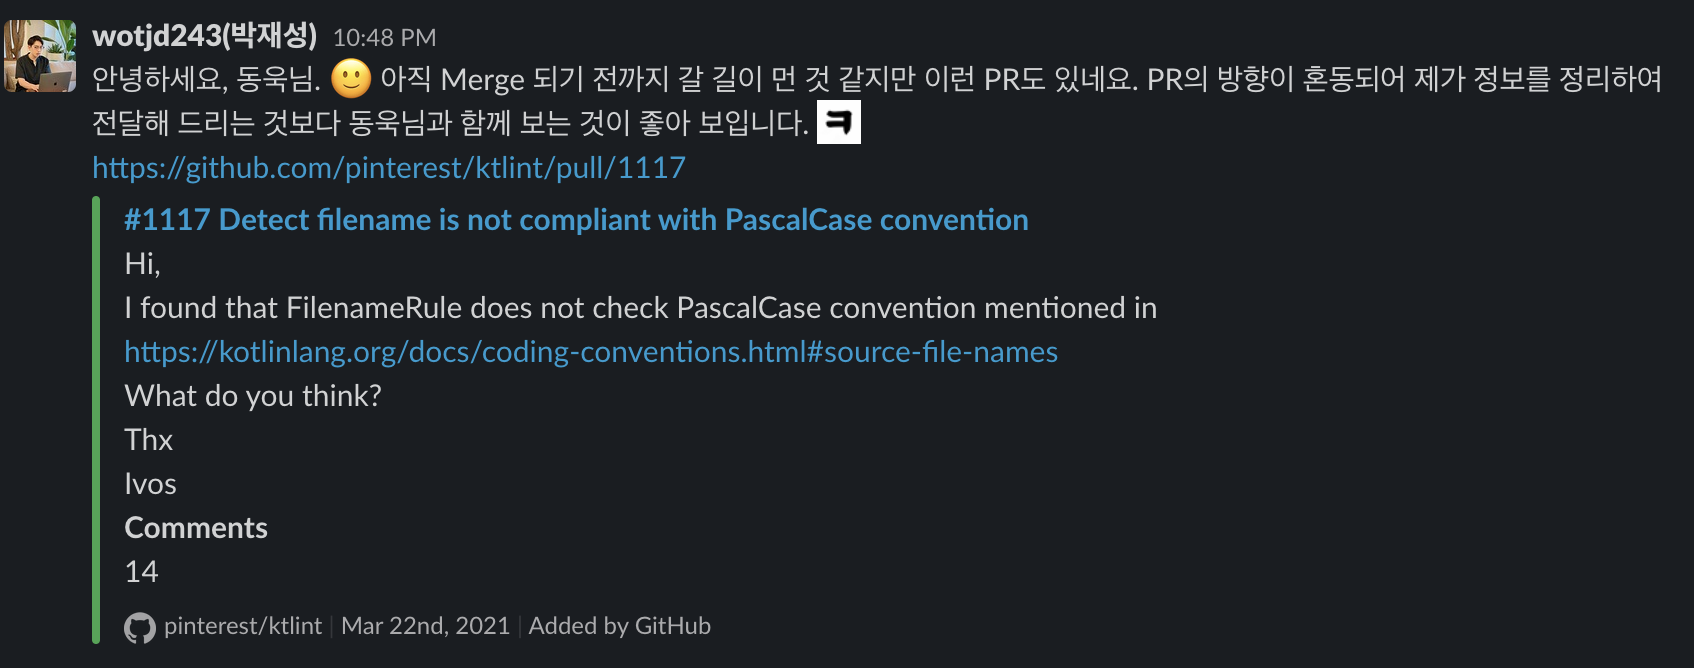 wotjd243(박재성) 10:48 PM
안녕하세요, 동욱님. 🙂 아직 Merge 되기 전까지 갈 길이 먼 것 같지만 이런 PR도 있네요. PR의 방향이 혼동되어 제가 정보를 정리하여
전달해 드리는 것보다 동욱님과 함께 보는 것이 좋아 보입니다. ㅋ
https://github.com/pinterest/ktlint/pull/1117
#1117 Detect filename is not compliant with PascalCase convention
Hi,
I found that FilenameRule does not check PascalCase convention mentioned in
https://kotlinlang.org/docs/coding-conventions.html#source-file-names
What do you think?
Thx
Ivos
Comments
14
pinterest/ktlint | Mar 22nd, 2021 | Added by GitHub